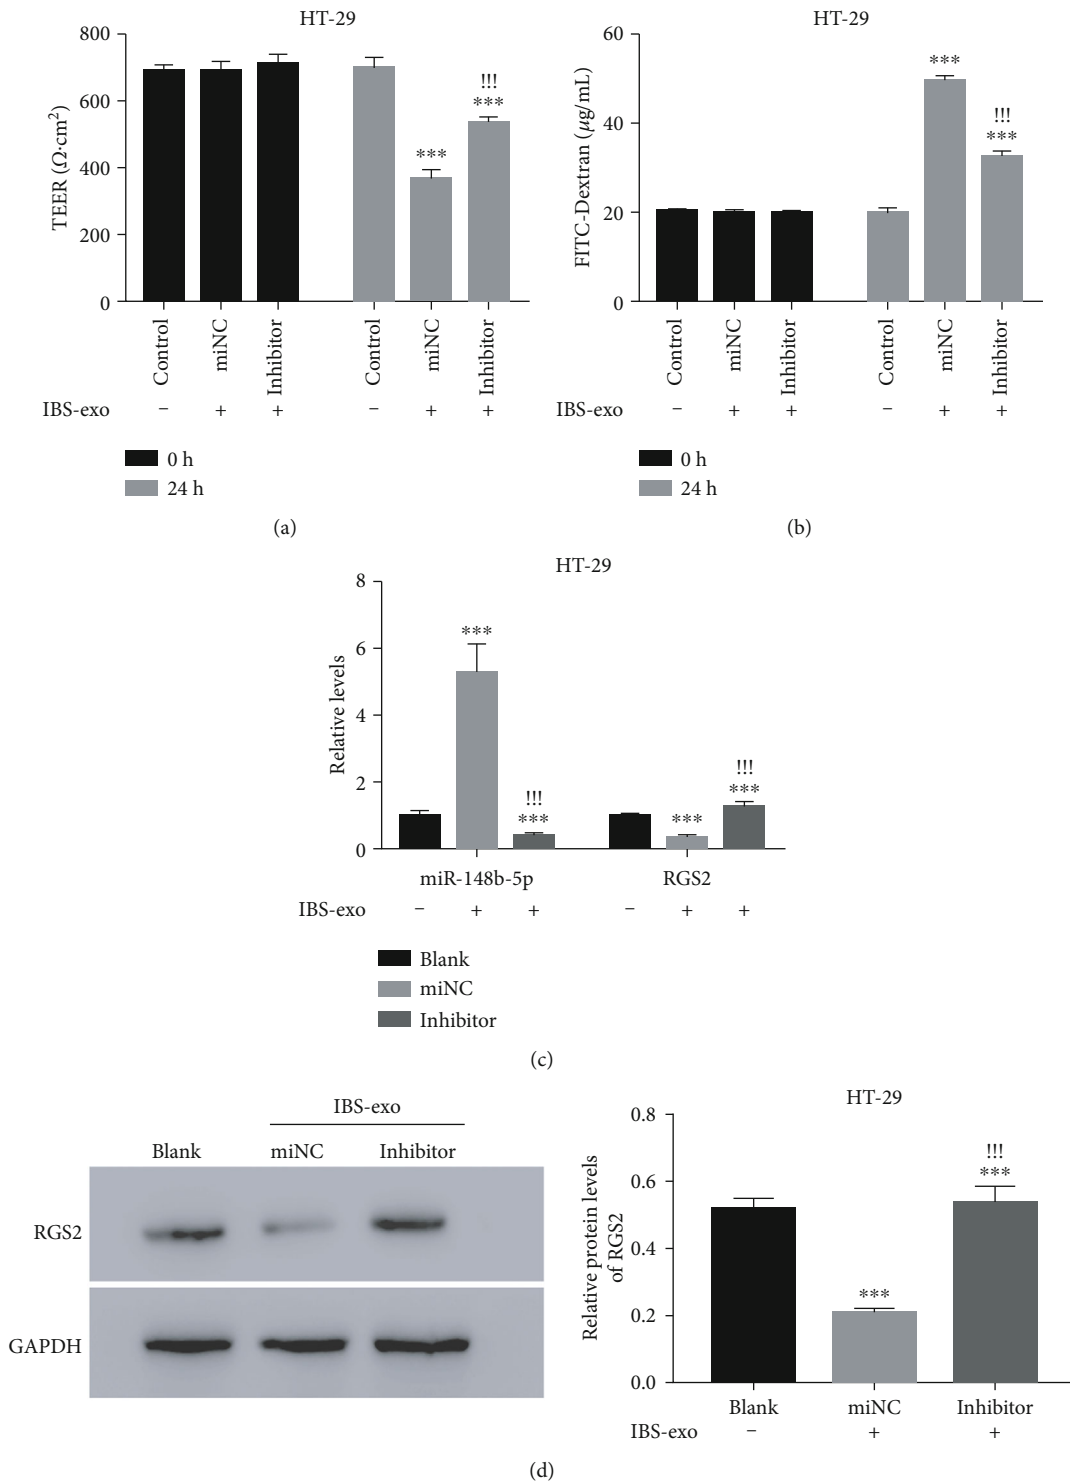 HT-29
TEER (Ω·cm²)
800
600
400
200
0
***
!!!
***
Control
miNC
Inhibitor
Control
miNC
Inhibitor
IBS-exo − + + − + +
0 h
24 h
(a)
HT-29
FITC-Dextran (μg/mL)
60
40
20
0
***
!!!
***
Control
miNC
Inhibitor
Control
miNC
Inhibitor
IBS-exo − + + − + +
0 h
24 h
(b)
HT-29
Relative levels
8
6
4
2
0
***
!!!
***
***
!!!
***
miR-148b-5p RGS2
IBS-exo − + + − + +
Blank
miNC
Inhibitor
(c)
IBS-exo
Blank miNC Inhibitor
RGS2
GAPDH
HT-29
Relative protein levels
of RGS2
0.8
0.6
0.4
0.2
0.0
***
!!!
***
Blank miNC Inhibitor
IBS-exo − + +
(d)